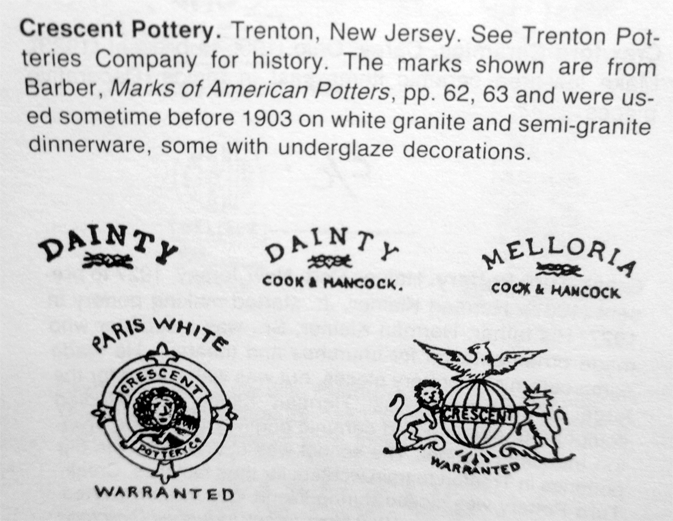 Crescent Pottery. Trenton, New Jersey. See Trenton Pot-
teries Company for history. The marks shown are from
Barber, Marks of American Potters, pp. 62, 63 and were us-
ed sometime before 1903 on white granite and semi-granite
dinnerware, some with underglaze decorations.
DAINTY
DAINTY
COOK & HANCOCK.
MELLORIA
COOK & HANCOCK
PARIS WHITE
CRESCENT
POTTERY CO
WARRANTED
CRESCENT
WARRANTED